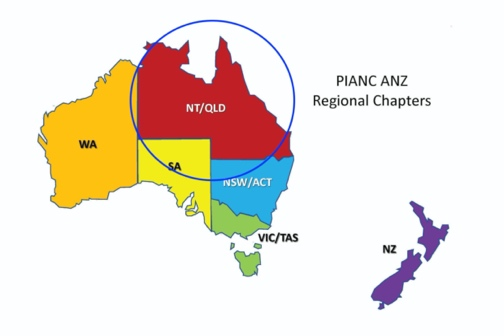 PIANC ANZ
Regional Chapters
NT/QLD
WA
SA
NSW/ACT
VIC/TAS
NZ